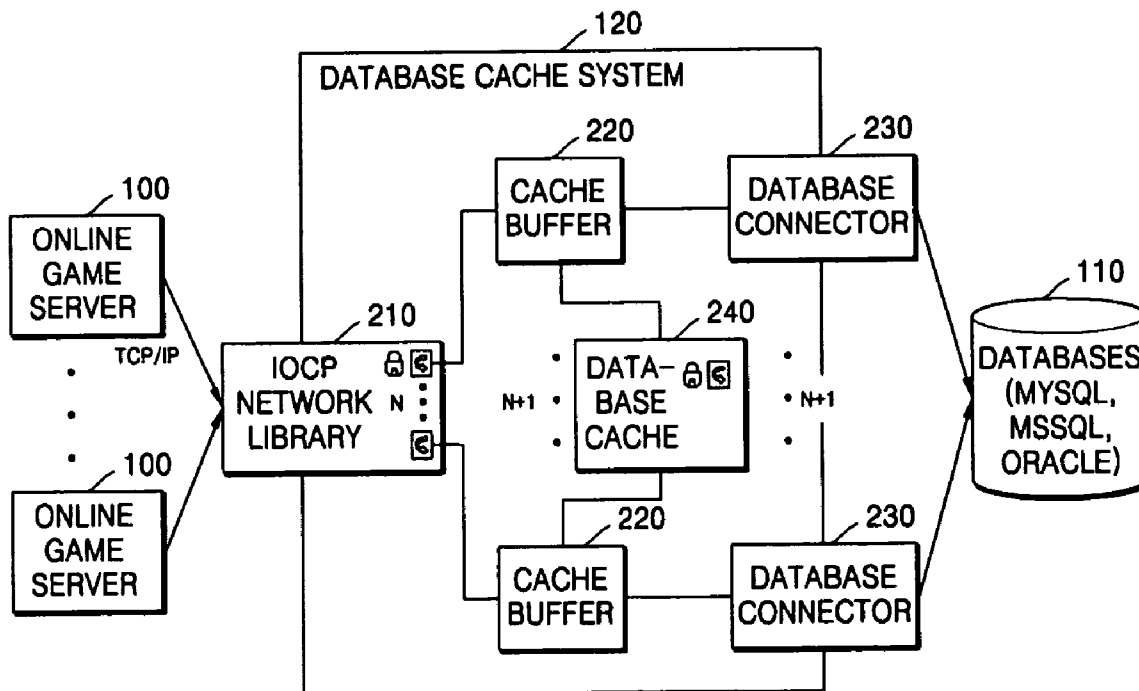 120
DATABASE CACHE SYSTEM
220
230
100
CACHE
BUFFER
DATABASE
CONNECTOR
ONLINE
GAME
SERVER
110
210
240
TCP/IP
IOCP
NETWORK
LIBRARY
N
N+1
DATA-
BASE
CACHE
N+1
DATABASES
(MYSQL,
MSSQL,
ORACLE)
100
220
230
ONLINE
GAME
SERVER
CACHE
BUFFER
DATABASE
CONNECTOR